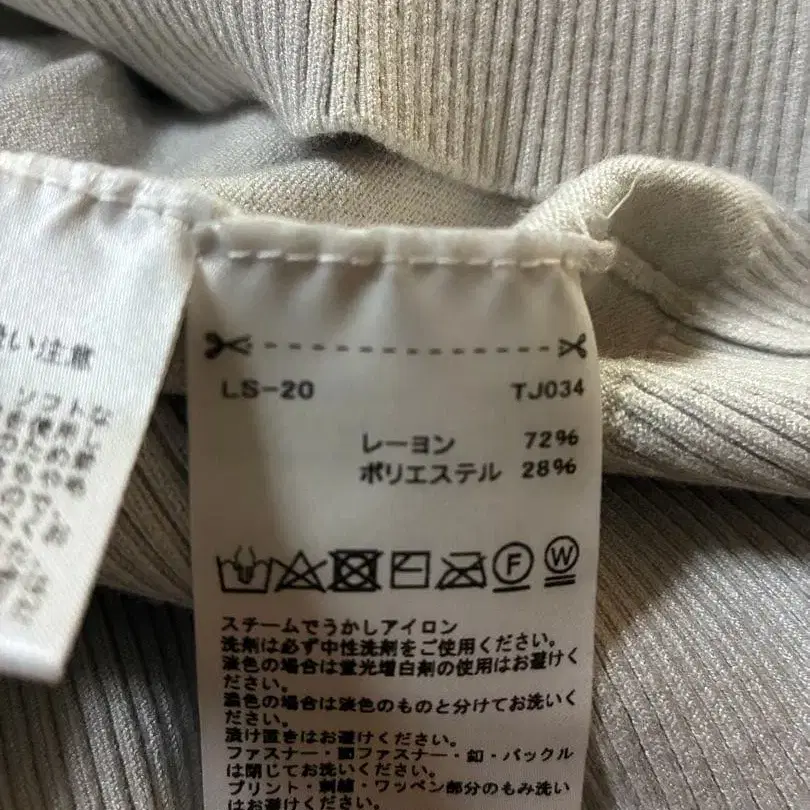 い注意
LS-20 TJ034
レーヨン 72%
ポリエステル 28%
F W
スチームでうかしアイロン
洗剤は必ず中性洗剤をご使用ください。
淡色の場合は蛍光増白剤の使用はお避けく
ださい。
濃色の場合は淡色のものと分けてお洗いく
ださい。
漬け置きはお避けください。
ファスナー・面ファスナー・釦・バックル
は閉じてお洗いください。
プリント・刺繍・ワッペン部分のもみ洗い
はお避けください。